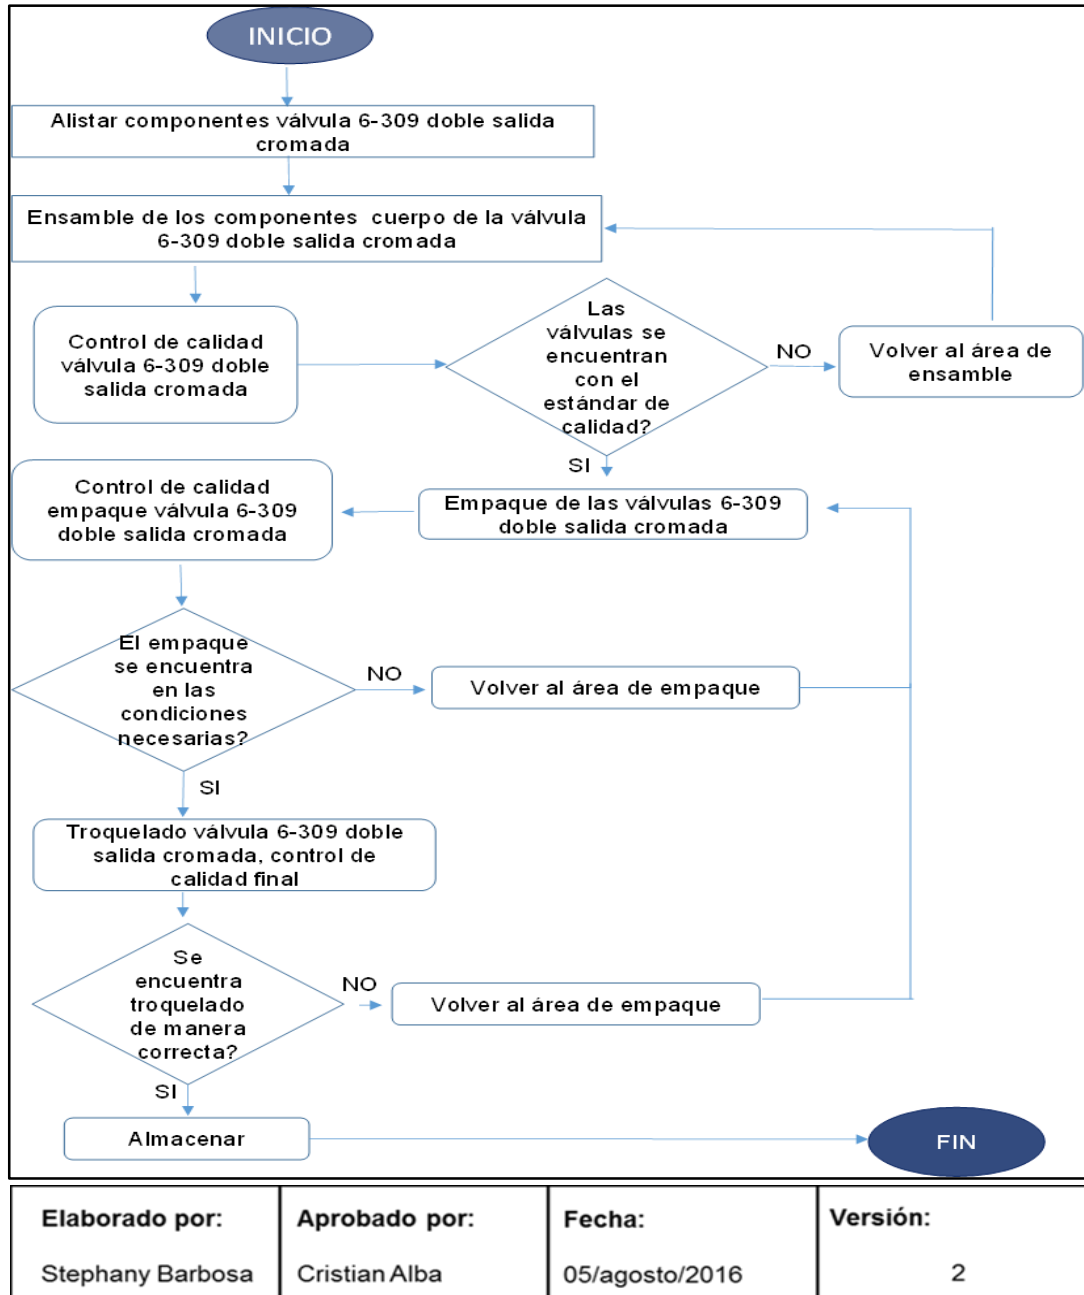 INICIO
Alistar componentes válvula 6-309 doble salida
cromada
Ensamble de los componentes cuerpo de la válvula
6-309 doble salida cromada
Control de calidad
válvula 6-309 doble
salida cromada
Las
válvulas se
encuentran
con el
estándar de
calidad?
NO
Volver al área de
ensamble
SI
Empaque de las válvulas 6-309
doble salida cromada
Control de calidad
empaque válvula 6-309
doble salida cromada
El empaque
se encuentra
en las
condiciones
necesarias?
NO
Volver al área de empaque
SI
Troquelado válvula 6-309 doble
salida cromada, control de
calidad final
Se
encuentra
troquelado
de manera
correcta?
NO
Volver al área de empaque
SI
Almacenar
FIN
Elaborado por:
Stephany Barbosa
Aprobado por:
Cristian Alba
Fecha:
05/agosto/2016
Versión:
2